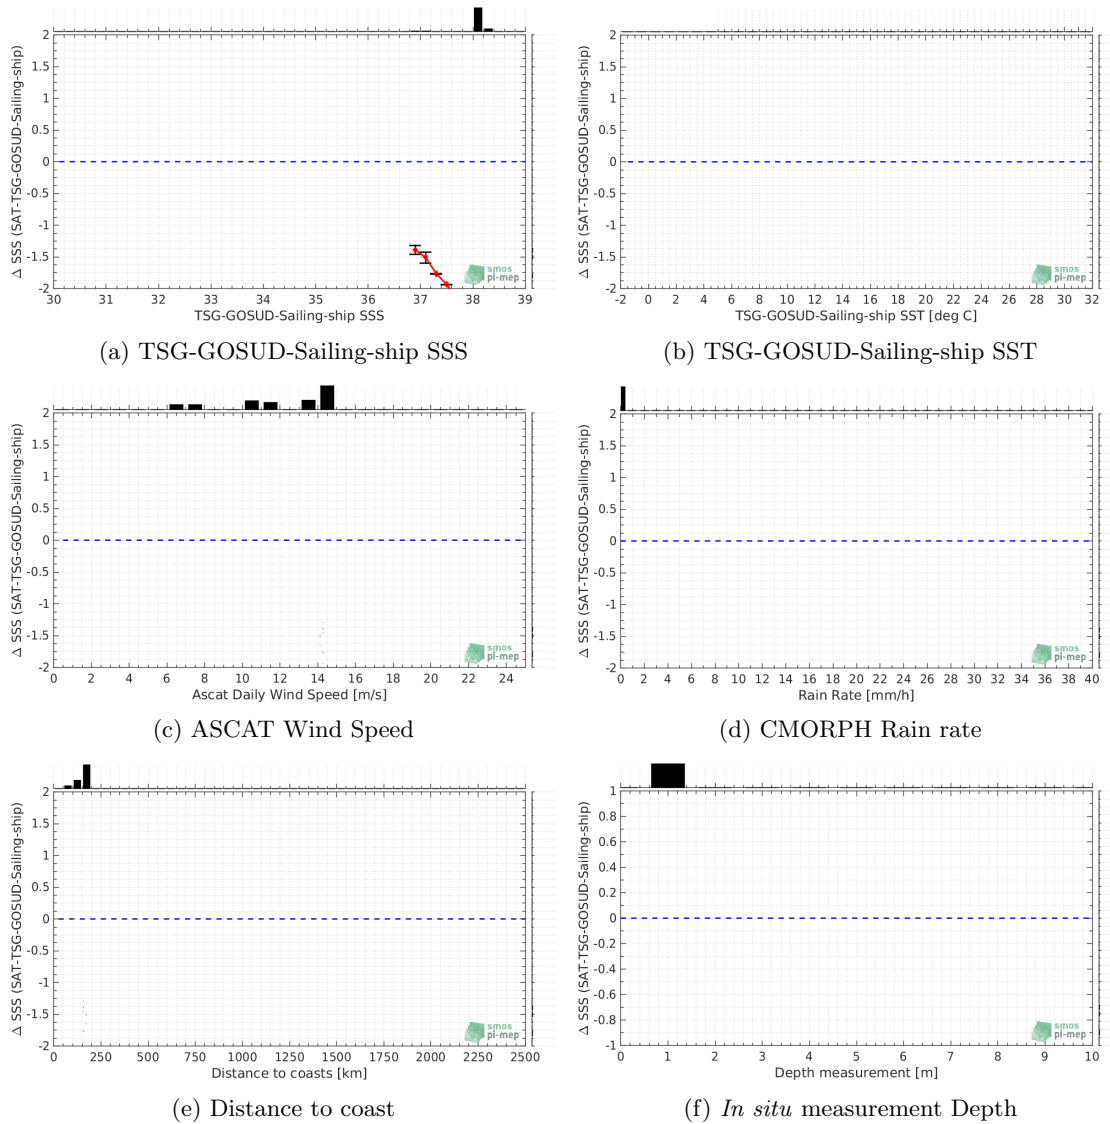 Δ SSS (SAT-TSG-GOSUD-Sailing-ship)
2
1.5
1
0.5
0
-0.5
-1
-1.5
-2
30 31 32 33 34 35 36 37 38 39
TSG-GOSUD-Sailing-ship SSS
smos
pi-mep
(a) TSG-GOSUD-Sailing-ship SSS
Δ SSS (SAT-TSG-GOSUD-Sailing-ship)
2
1.5
1
0.5
0
-0.5
-1
-1.5
-2
-2 0 2 4 6 8 10 12 14 16 18 20 22 24 26 28 30 32
TSG-GOSUD-Sailing-ship SST [deg C]
smos
pi-mep
(b) TSG-GOSUD-Sailing-ship SST
Δ SSS (SAT-TSG-GOSUD-Sailing-ship)
2
1.5
1
0.5
0
-0.5
-1
-1.5
-2
0 2 4 6 8 10 12 14 16 18 20 22 24
Ascat Daily Wind Speed [m/s]
smos
pi-mep
(c) ASCAT Wind Speed
Δ SSS (SAT-TSG-GOSUD-Sailing-ship)
2
1.5
1
0.5
0
-0.5
-1
-1.5
-2
0 2 4 6 8 10 12 14 16 18 20 22 24 26 28 30 32 34 36 38 40
Rain Rate [mm/h]
smos
pi-mep
(d) CMORPH Rain rate
Δ SSS (SAT-TSG-GOSUD-Sailing-ship)
2
1.5
1
0.5
0
-0.5
-1
-1.5
-2
0 250 500 750 1000 1250 1500 1750 2000 2250 2500
Distance to coasts [km]
smos
pi-mep
(e) Distance to coast
Δ SSS (SAT-TSG-GOSUD-Sailing-ship)
1
0.8
0.6
0.4
0.2
0
-0.2
-0.4
-0.6
-0.8
-1
0 1 2 3 4 5 6 7 8 9 10
Depth measurement [m]
smos
pi-mep
(f) In situ measurement Depth